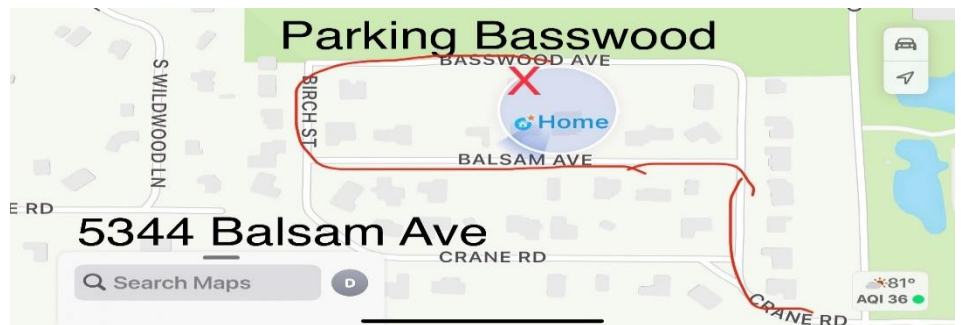 Parking Basswood
BASSWOOD AVE
S WILDWOOD LN
BIRCH ST
Home
BALSAM AVE
E RD
5344 Balsam Ave
CRANE RD
Search Maps
D
81°
AQI 36
CRANE RD